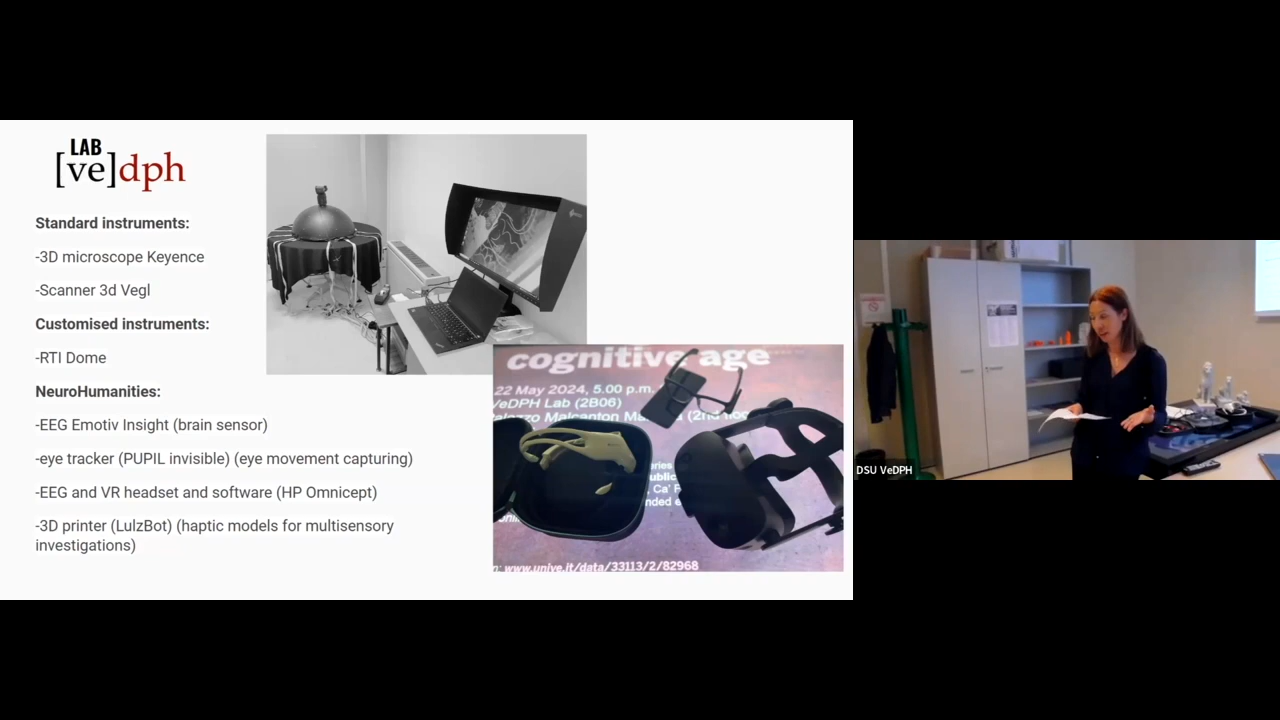 LAB
[ve]dph
Standard instruments:
-3D microscope Keyence
-Scanner 3d Vegl
Customised instruments:
-RTI Dome
NeuroHumanities:
-EEG Emotiv Insight (brain sensor)
-eye tracker (PUPIL invisible) (eye movement capturing)
-EEG and VR headset and software (HP Omnicept)
-3D printer (LulzBot) (haptic models for multisensory
investigations)
cognitive age
22 May 2024, 5.00 p.m.
VeDPH Lab (2B06)
Palazzo Malcanton (2nd
www.unive.it/data/33113/2/82968
DSU VeDPH